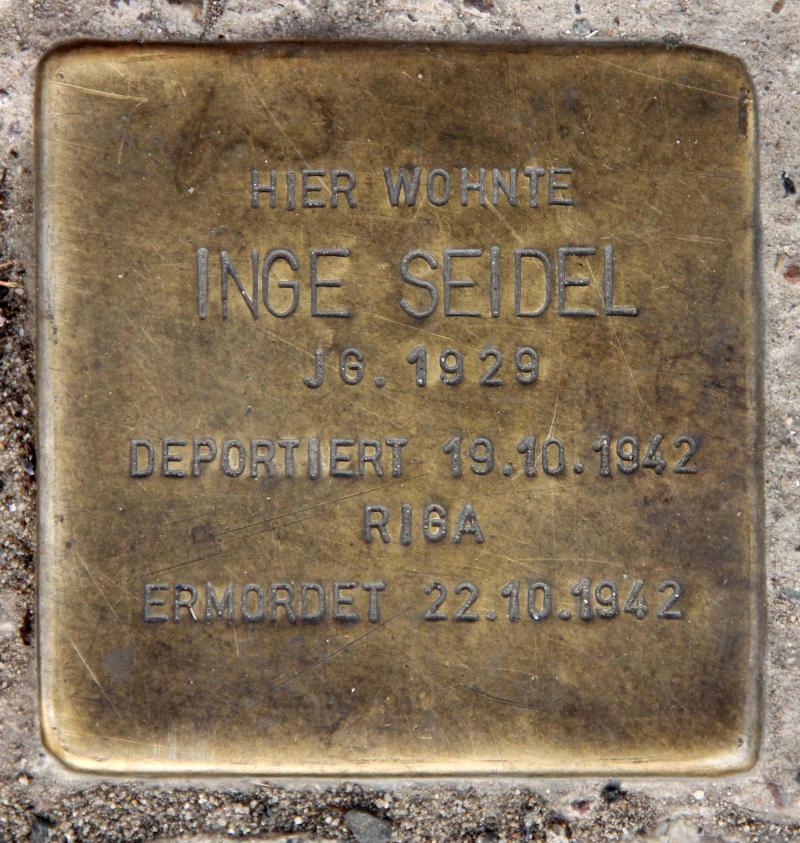 HIER WOHNTE
INGE SEIDEL
JG. 1929
DEPORTIERT 19.10.1942
RIGA
ERMORDET 22.10.1942